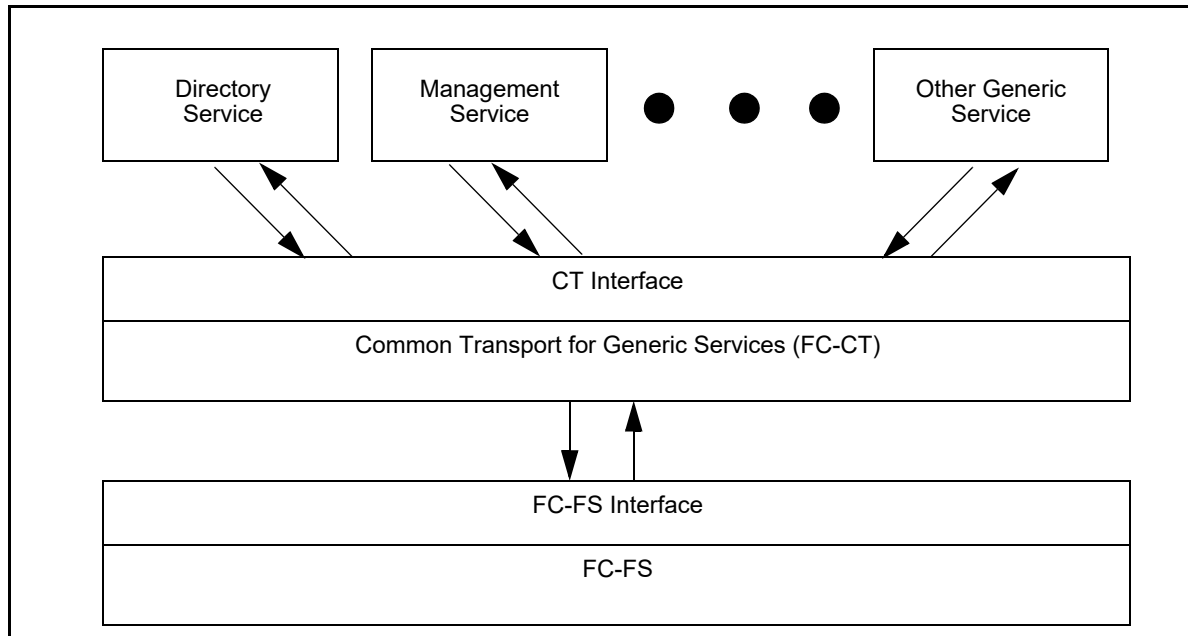 Directory
Service
Management
Service
Other Generic
Service
CT Interface
Common Transport for Generic Services (FC-CT)
FC-FS Interface
FC-FS